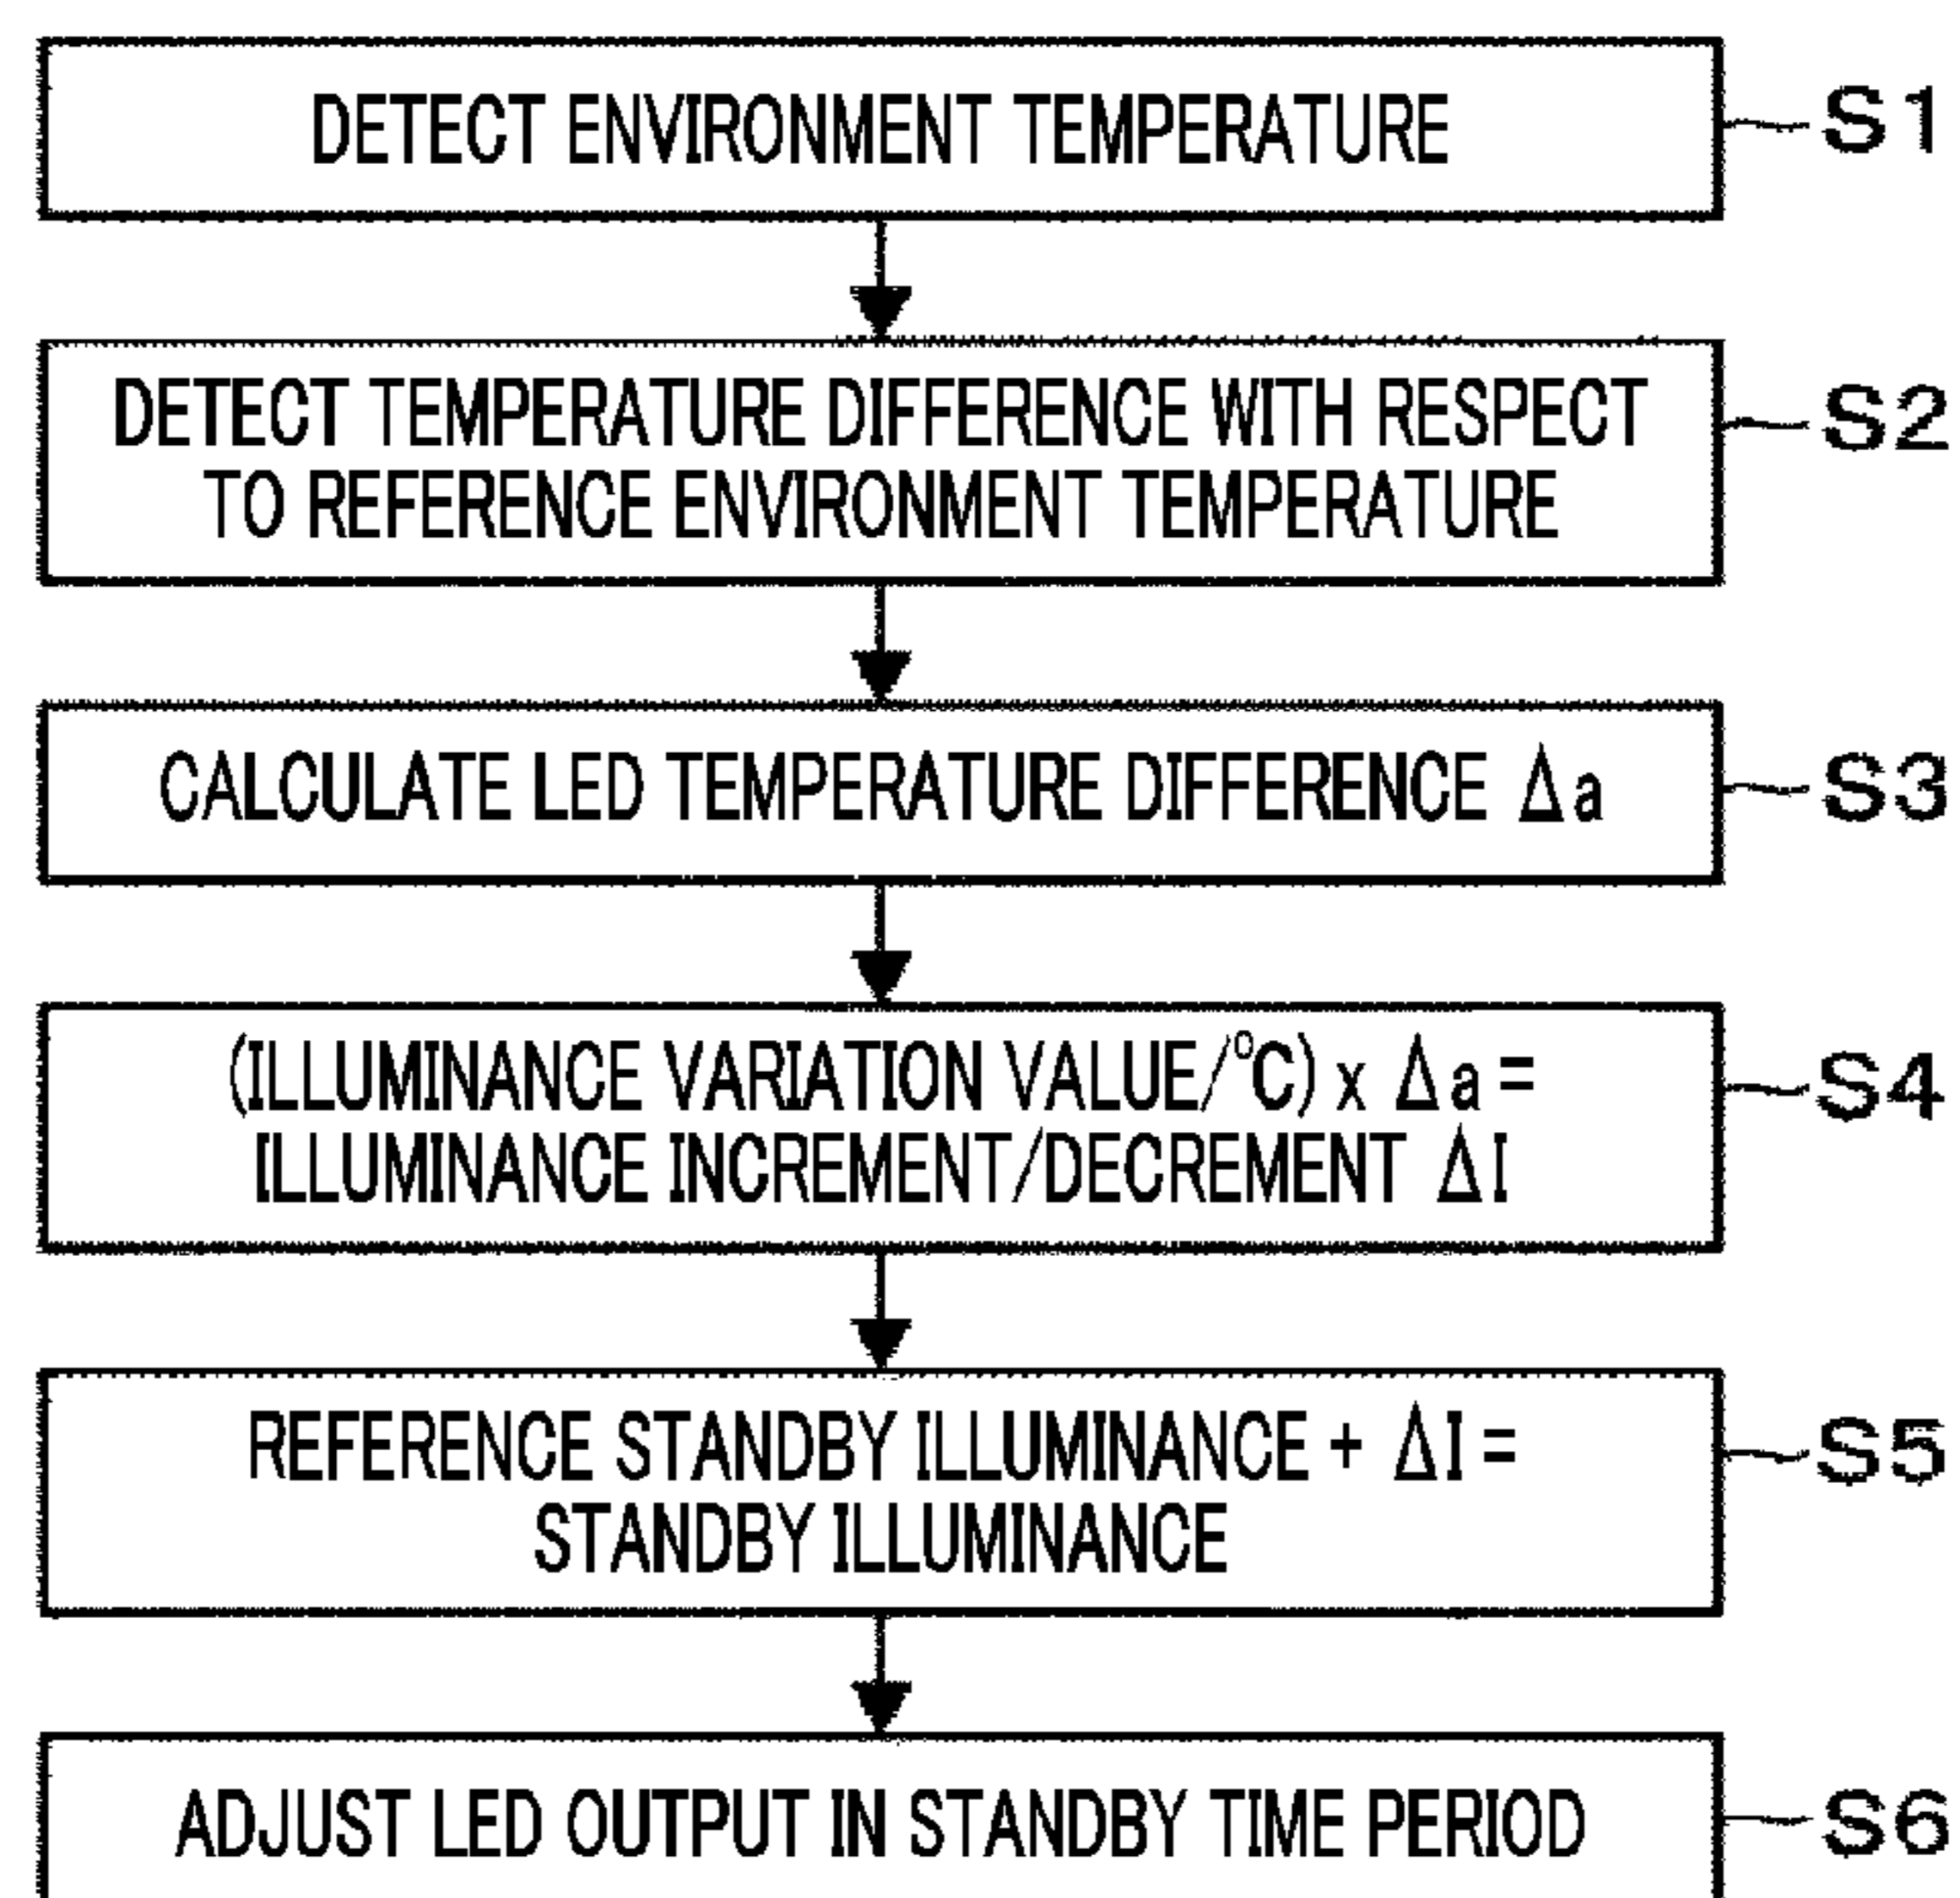 DETECT ENVIRONMENT TEMPERATURE S1
DETECT TEMPERATURE DIFFERENCE WITH RESPECT
TO REFERENCE ENVIRONMENT TEMPERATURE
S2
CALCULATE LED TEMPERATURE DIFFERENCE Δa S3
(ILLUMINANCE VARIATION VALUE/°C) x Δa =
ILLUMINANCE INCREMENT/DECREMENT ΔI
S4
REFERENCE STANDBY ILLUMINANCE + ΔI =
STANDBY ILLUMINANCE
S5
ADJUST LED OUTPUT IN STANDBY TIME PERIOD S6